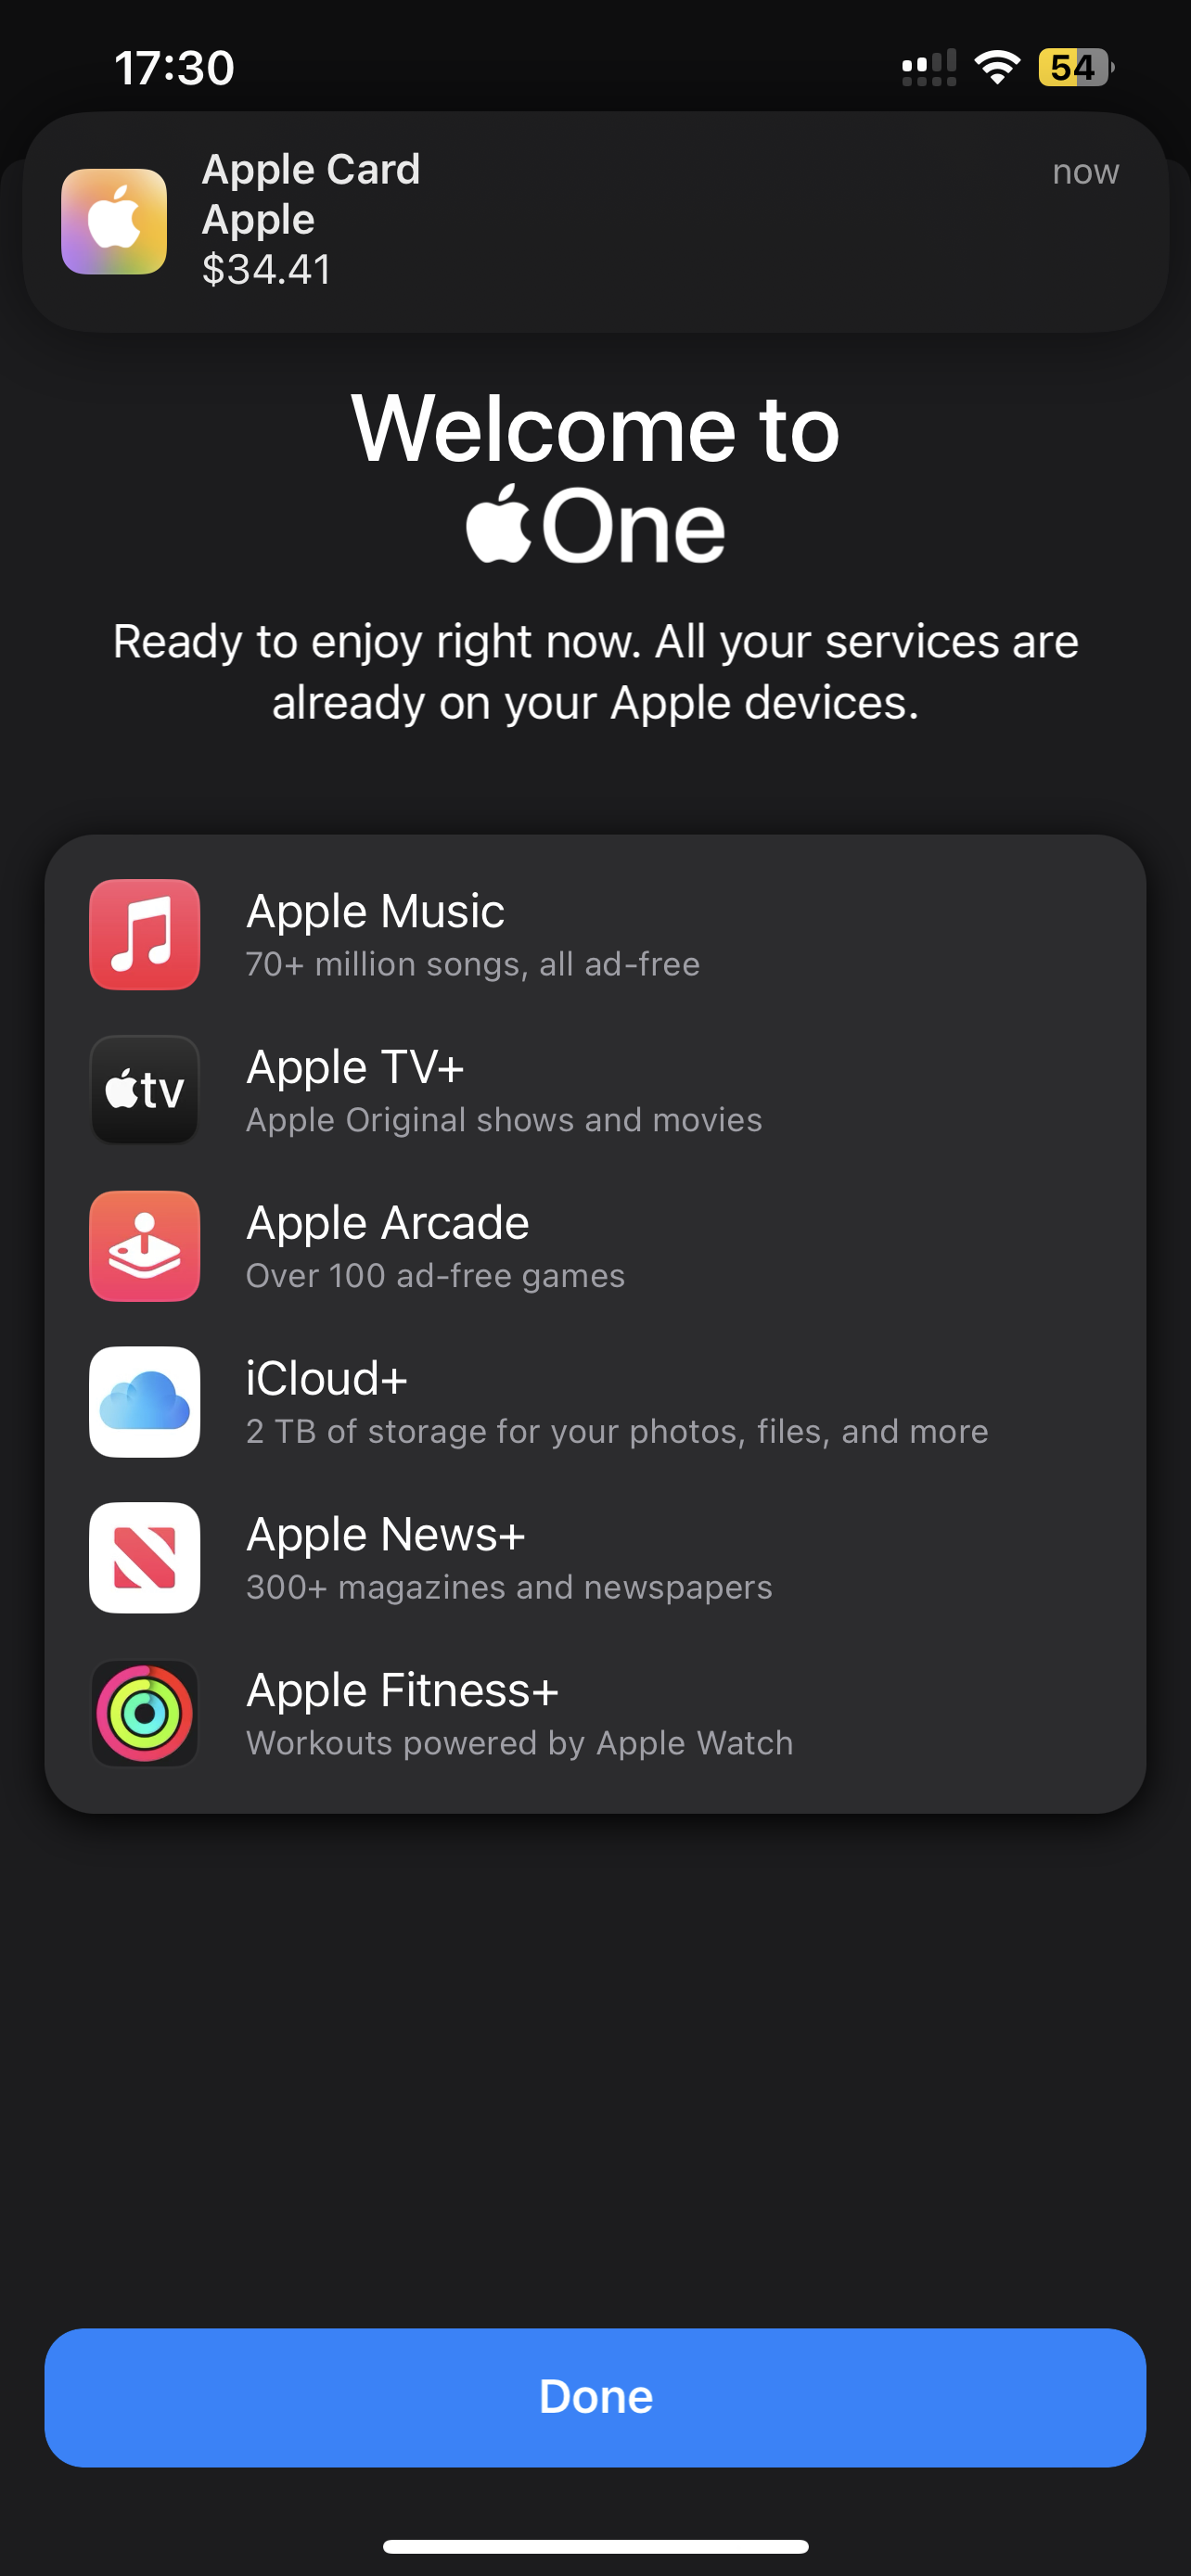 17:30
54
Apple Card
now
Apple
$34.41
Welcome to
One
Ready to enjoy right now. All your services are
already on your Apple devices.
Apple Music
70+ million songs, all ad-free
tv
Apple TV+
Apple Original shows and movies
Apple Arcade
Over 100 ad-free games
iCloud+
2 TB of storage for your photos, files, and more
Apple News+
300+ magazines and newspapers
Apple Fitness+
Workouts powered by Apple Watch
Done